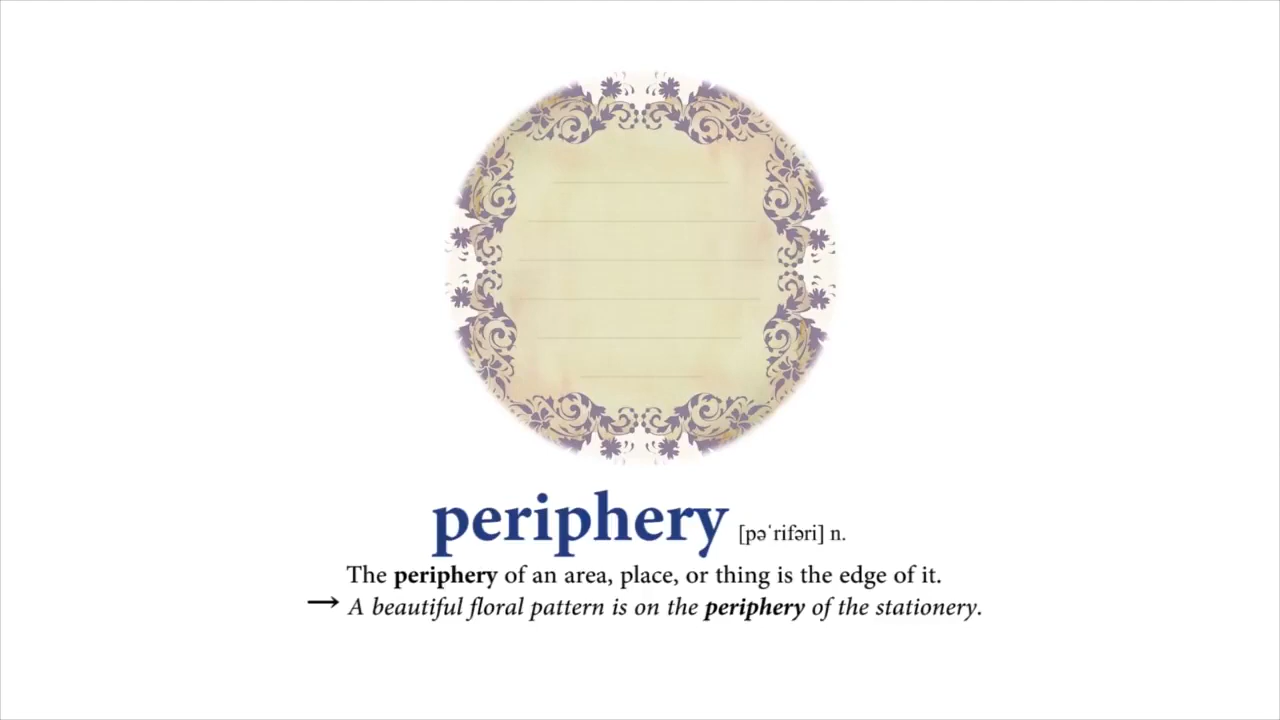 periphery [pəˈrifəri] n.
The periphery of an area, place, or thing is the edge of it.
→ A beautiful floral pattern is on the periphery of the stationery.